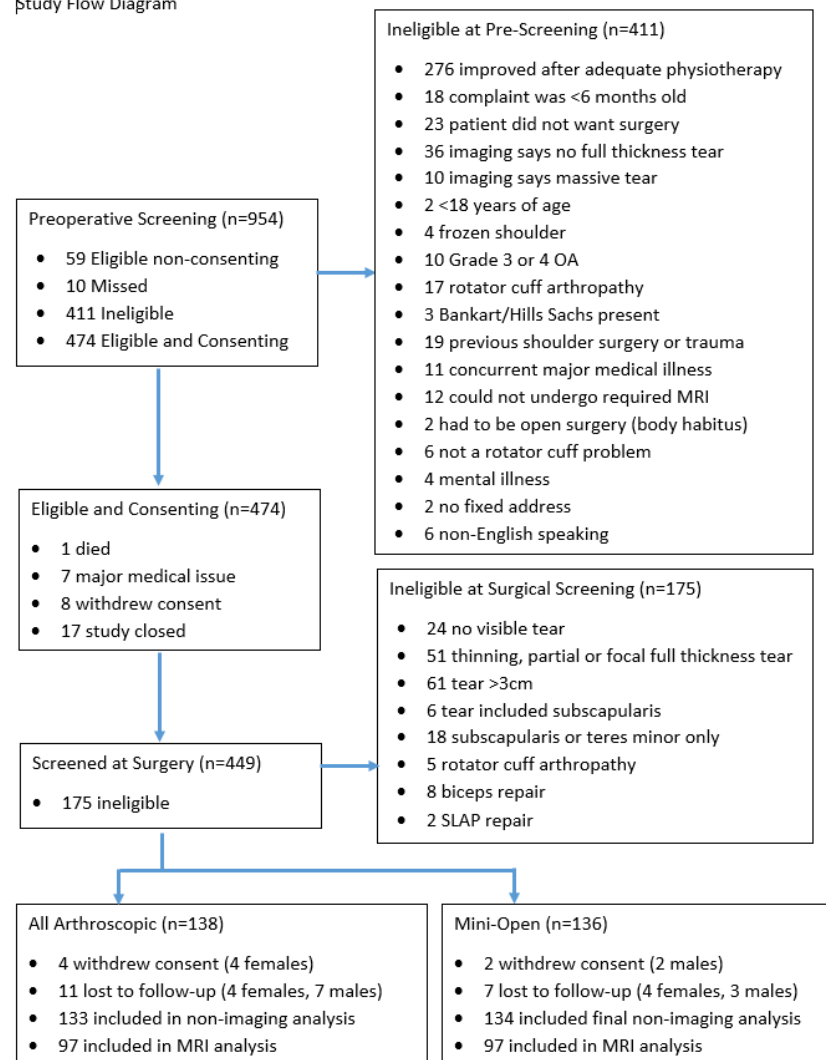 Study Flow Diagram
Ineligible at Pre-Screening (n=411)
• 276 improved after adequate physiotherapy
• 18 complaint was <6 months old
• 23 patient did not want surgery
• 36 imaging says no full thickness tear
• 10 imaging says massive tear
• 2 <18 years of age
• 4 frozen shoulder
• 10 Grade 3 or 4 OA
• 17 rotator cuff arthropathy
• 3 Bankart/Hills Sachs present
• 19 previous shoulder surgery or trauma
• 11 concurrent major medical illness
• 12 could not undergo required MRI
• 2 had to be open surgery (body habitus)
• 6 not a rotator cuff problem
• 4 mental illness
• 2 no fixed address
• 6 non-English speaking
Preoperative Screening (n=954)
• 59 Eligible non-consenting
• 10 Missed
• 411 Ineligible
• 474 Eligible and Consenting
Eligible and Consenting (n=474)
• 1 died
• 7 major medical issue
• 8 withdrew consent
• 17 study closed
Ineligible at Surgical Screening (n=175)
• 24 no visible tear
• 51 thinning, partial or focal full thickness tear
• 61 tear >3cm
• 6 tear included subscapularis
• 18 subscapularis or teres minor only
• 5 rotator cuff arthropathy
• 8 biceps repair
• 2 SLAP repair
Screened at Surgery (n=449)
• 175 ineligible
All Arthroscopic (n=138)
• 4 withdrew consent (4 females)
• 11 lost to follow-up (4 females, 7 males)
• 133 included in non-imaging analysis
• 97 included in MRI analysis
Mini-Open (n=136)
• 2 withdrew consent (2 males)
• 7 lost to follow-up (4 females, 3 males)
• 134 included final non-imaging analysis
• 97 included in MRI analysis